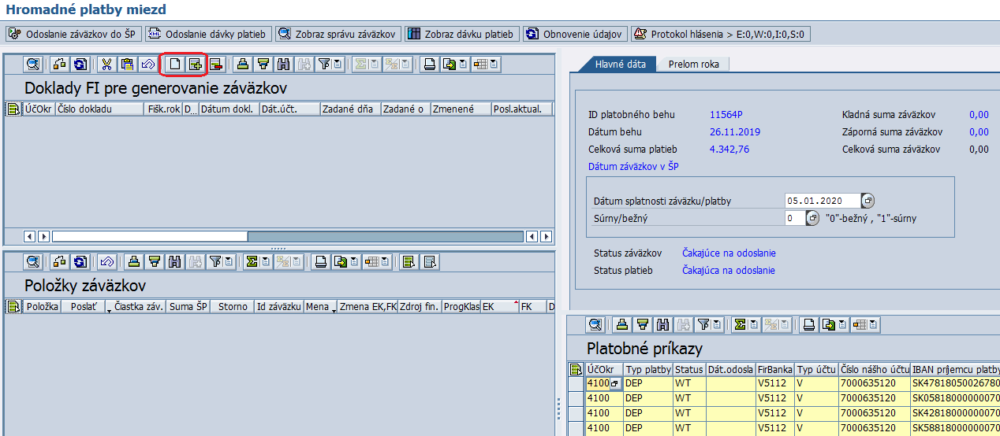 Hromadné platby miezd
Odoslanie záväzkov do ŠP Odoslanie dávky platieb Zobraz správu záväzkov Zobraz dávku platieb Obnovenie údajov Protokol hlásenia > E:0,W:0,I:0,S:0
Doklady FI pre generovanie záväzkov
ÚčOkr Číslo dokladu Fišk.rok D... Dátum dokl. Dát.účt. Zadané dňa Zadané o Zmenené Posl.aktual.
Položky záväzkov
Položka Poslať Čiastka záv. Suma ŠP Storno Id záväzku Mena Zmena EK,FK Zdroj fin. ProgKlas EK FK D
Hlavné dáta Prelom roka
ID platobného behu 11564P Kladná suma záväzkov 0,00
Dátum behu 26.11.2019 Záporná suma záväzkov 0,00
Celková suma platieb 4.342,76 Celková suma záväzkov 0,00
Dátum záväzkov v ŠP
Dátum splatnosti záväzku/platby 05.01.2020
Súrny/bežný 0 "0"-bežný , "1"-súrny
Status záväzkov Čakajúce na odoslanie
Status platieb Čakajúca na odoslanie
Platobné príkazy
ÚčOkr Typ platby Status Dát.odosla FirBanka Typ účtu Číslo nášho účtu IBAN príjemcu platby
4100 DEP WT V5112 V 7000635120 SK47818050026780
4100 DEP WT V5112 V 7000635120 SK05818000000070
4100 DEP WT V5112 V 7000635120 SK42818000000070
4100 DEP WT V5112 V 7000635120 SK58818000000070